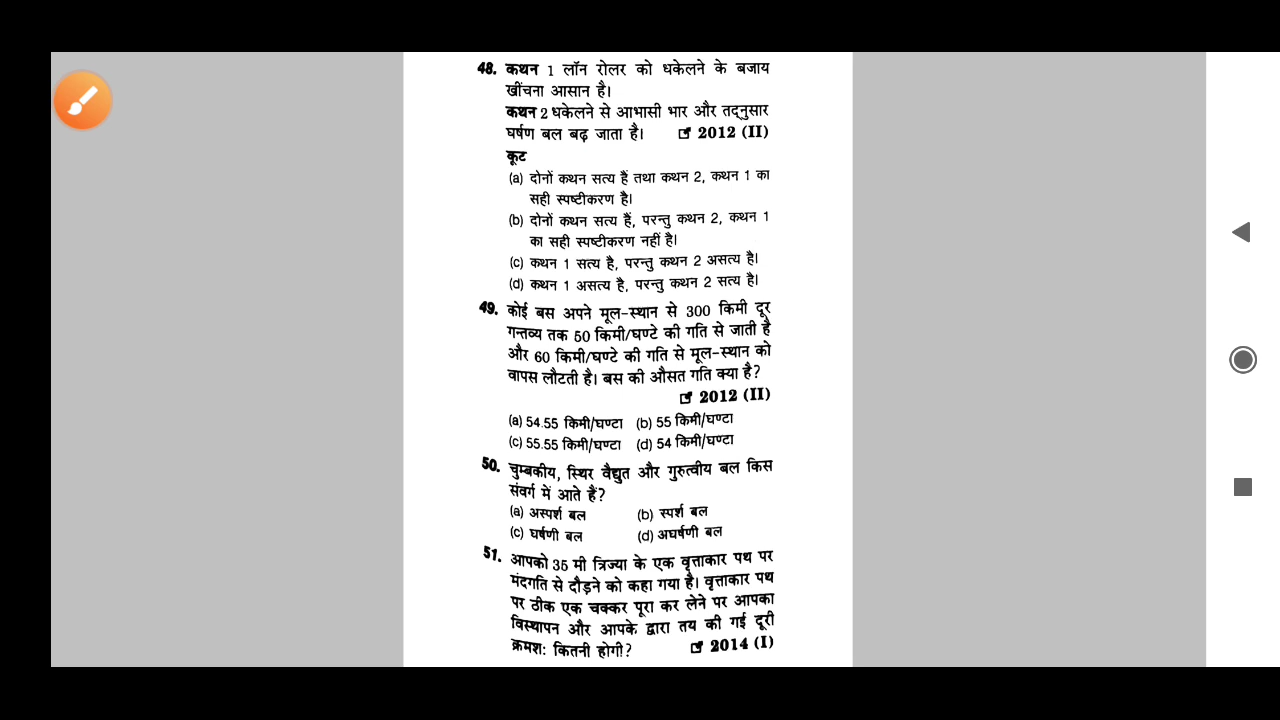 48. कथन 1 लॉन रोलर को धकेलने के बजाय
खींचना आसान है।
कथन 2 धकेलने से आभासी भार और तद्नुसार
घर्षण बल बढ़ जाता है। 2012 (II)
कूट
(a) दोनों कथन सत्य हैं तथा कथन 2, कथन 1 का
सही स्पष्टीकरण है।
(b) दोनों कथन सत्य हैं, परन्तु कथन 2, कथन 1
का सही स्पष्टीकरण नहीं है।
(c) कथन 1 सत्य है, परन्तु कथन 2 असत्य है।
(d) कथन 1 असत्य है, परन्तु कथन 2 सत्य है।
49. कोई बस अपने मूल-स्थान से 300 किमी दूर
गन्तव्य तक 50 किमी/घण्टे की गति से जाती है
और 60 किमी/घण्टे की गति से मूल-स्थान को
वापस लौटती है। बस की औसत गति क्या है?
2012 (II)
(a) 54.55 किमी/घण्टा (b) 55 किमी/घण्टा
(c) 55.55 किमी/घण्टा (d) 54 किमी/घण्टा
50. चुम्बकीय, स्थिर वैद्युत और गुरुत्वीय बल किस
संवर्ग में आते हैं?
(a) अस्पर्श बल (b) स्पर्श बल
(c) घर्षणी बल (d) अघर्षणी बल
51. आपको 35 मी त्रिज्या के एक वृत्ताकार पथ पर
मंदगति से दौड़ने को कहा गया है। वृत्ताकार पथ
पर ठीक एक चक्कर पूरा कर लेने पर आपका
विस्थापन और आपके द्वारा तय की गई दूरी
क्रमश: कितनी होगी? 2014 (I)